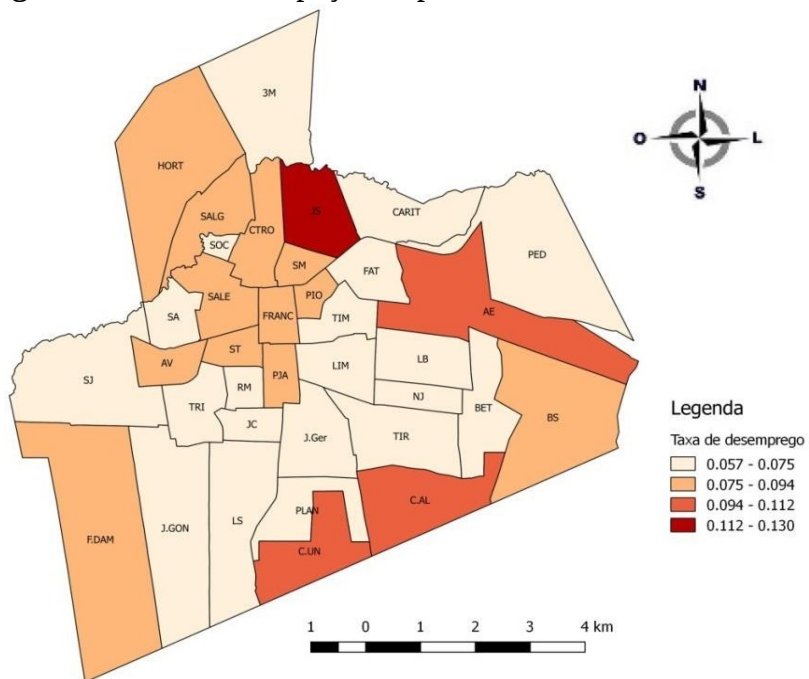 3M
HORT
SALG
CTRO
JS
CARIT
PED
SOC
SM
FAT
SALE
PIO
AE
SA
FRANC
TIM
AV
ST
LIM
LB
SJ
PJA
RM
NJ
TRI
BET
BS
JC
J.Ger
TIR
F.DAM
J.GON
LS
PLAN
C.AL
C.UN
N
O
L
S
Legenda
Taxa de desemprego
0.057 - 0.075
0.075 - 0.094
0.094 - 0.112
0.112 - 0.130
1 0 1 2 3 4 km